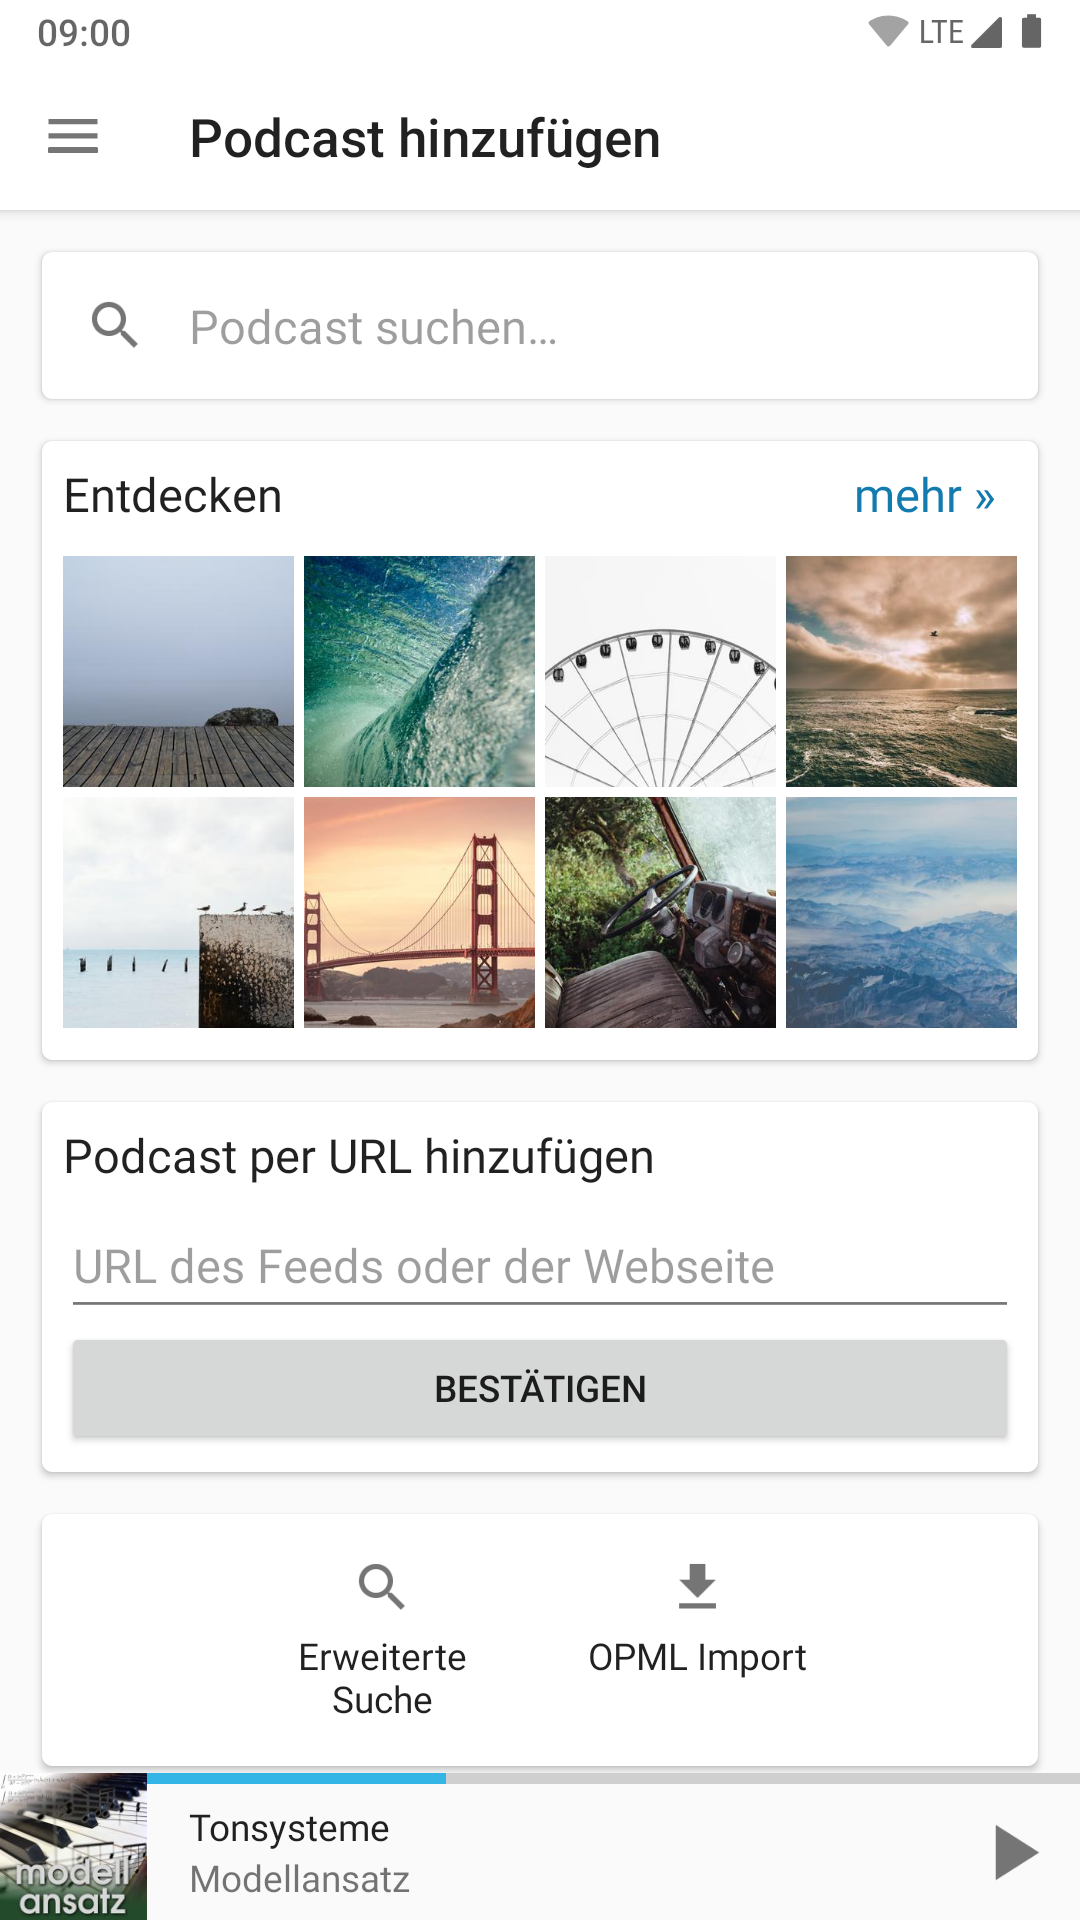 09:00
LTE
Podcast hinzufügen
Podcast suchen…
Entdecken
mehr »
Podcast per URL hinzufügen
URL des Feeds oder der Webseite
BESTÄTIGEN
Erweiterte
Suche
OPML Import
Tonsysteme
Modellansatz
modell
ansatz